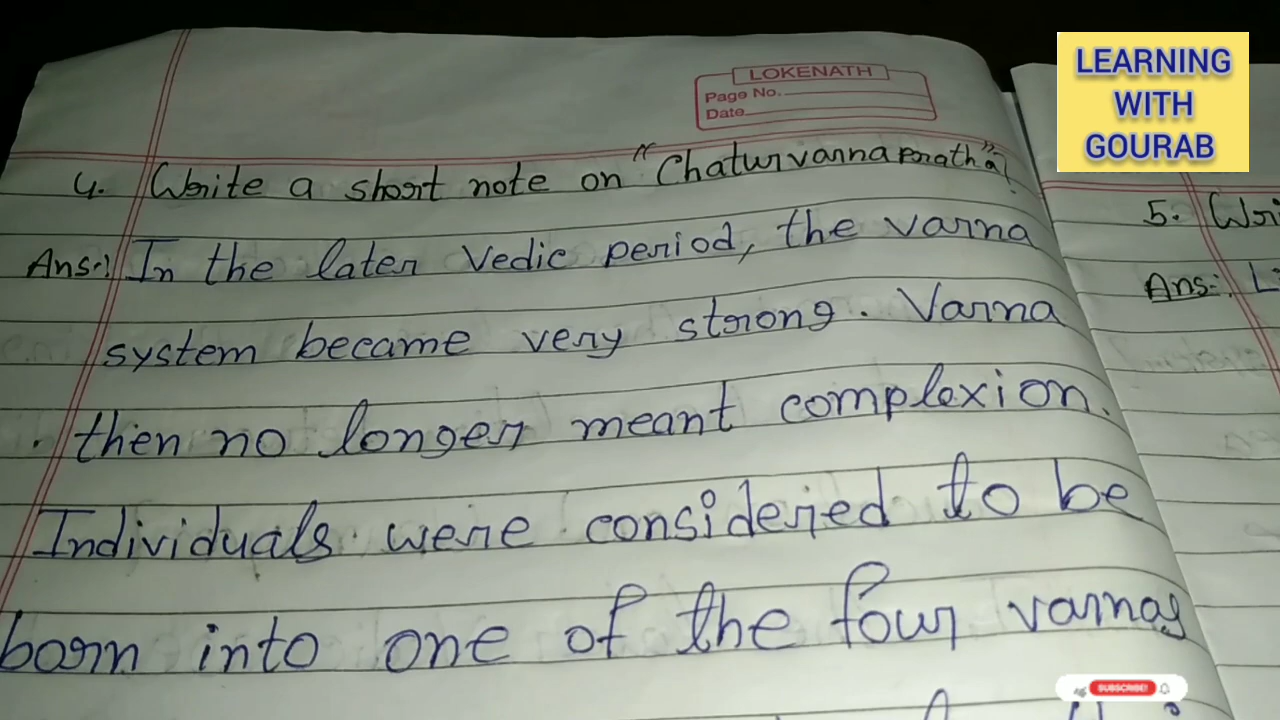 LOKENATH
Page No.
Date
LEARNING
WITH
GOURAB
4. Write a short note on "Chaturvarnapratha".
Ans:- In the later Vedic period, the varna
system became very strong. Varna
then no longer meant complexion.
Individuals were considered to be
born into one of the four varnas
5. Wri
Ans:- L
SUBSCRIBE!